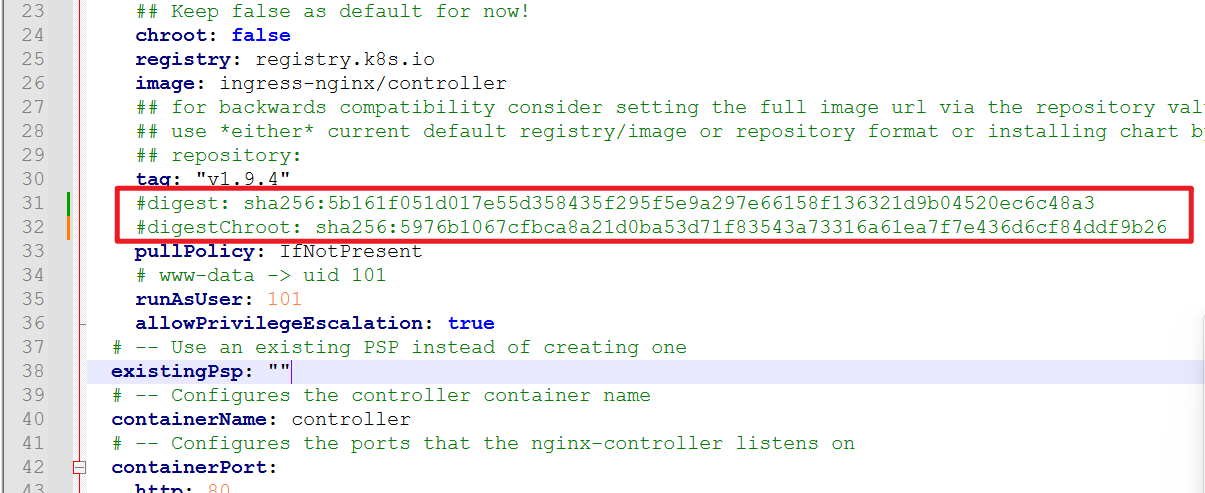 23 ## Keep false as default for now!
24 chroot: false
25 registry: registry.k8s.io
26 image: ingress-nginx/controller
27 ## for backwards compatibility consider setting the full image url via the repository val
28 ## use *either* current default registry/image or repository format or installing chart b
29 ## repository:
30 tag: "v1.9.4"
31 #digest: sha256:5b161f051d017e55d358435f295f5e9a297e66158f136321d9b04520ec6c48a3
32 #digestChroot: sha256:5976b1067cfbca8a21d0ba53d71f83543a73316a61ea7f7e436d6cf84ddf9b26
33 pullPolicy: IfNotPresent
34 # www-data -> uid 101
35 runAsUser: 101
36 allowPrivilegeEscalation: true
37 # -- Use an existing PSP instead of creating one
38 existingPsp: ""
39 # -- Configures the controller container name
40 containerName: controller
41 # -- Configures the ports that the nginx-controller listens on
42 containerPort:
43 http: 80